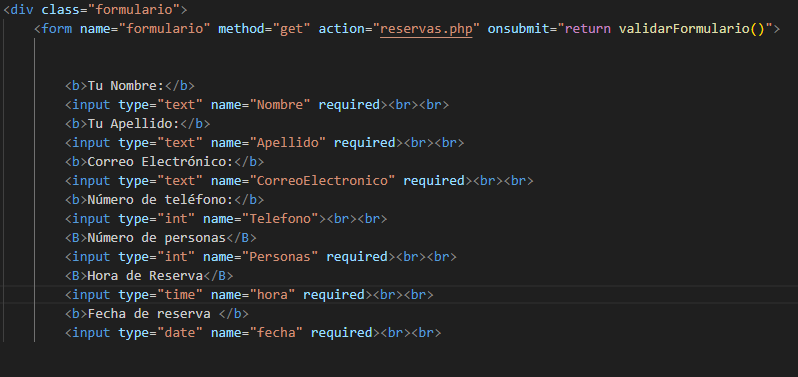 <div class="formulario">
<form name="formulario" method="get" action="reservas.php" onsubmit="return validarFormulario()">
<b>Tu Nombre:</b>
<input type="text" name="Nombre" required><br><br>
<b>Tu Apellido:</b>
<input type="text" name="Apellido" required><br><br>
<b>Correo Electrónico:</b>
<input type="text" name="CorreoElectronico" required><br><br>
<b>Número de teléfono:</b>
<input type="int" name="Telefono"><br><br>
<B>Número de personas</B>
<input type="int" name="Personas" required><br><br>
<B>Hora de Reserva</B>
<input type="time" name="hora" required><br><br>
<b>Fecha de reserva </b>
<input type="date" name="fecha" required><br><br>